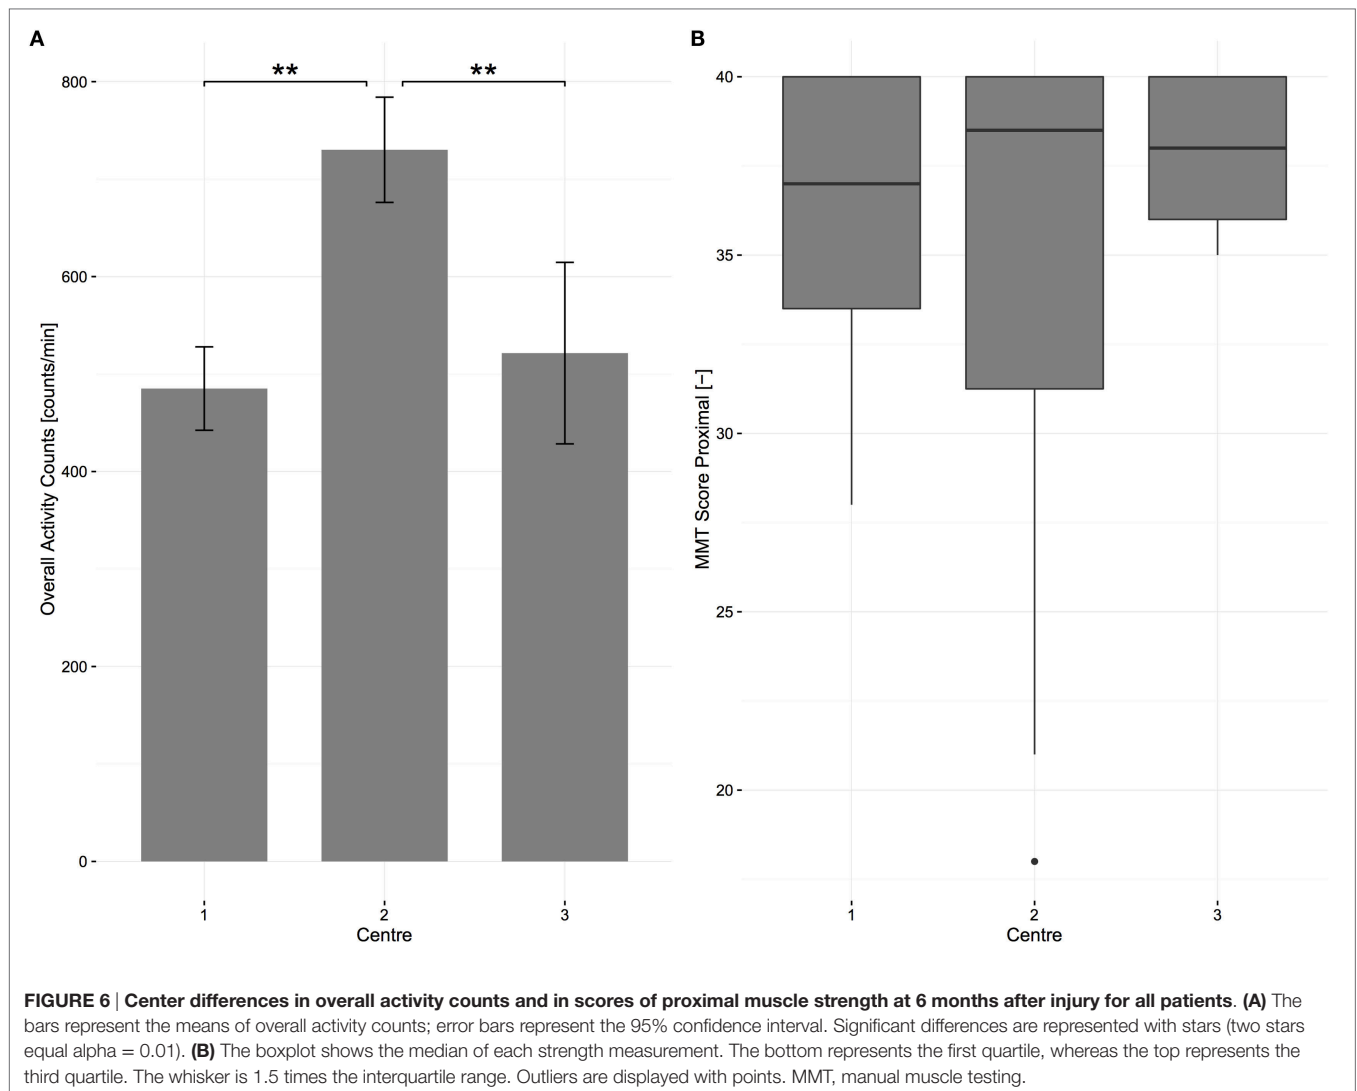 A
B
** **
800
600
400
200
0
Overall Activity Counts [counts/min]
1 2 3
Centre
40
35
30
25
20
MMT Score Proximal [−]
1 2 3
Centre
FIGURE 6 | Center differences in overall activity counts and in scores of proximal muscle strength at 6 months after injury for all patients. (A) The
bars represent the means of overall activity counts; error bars represent the 95% confidence interval. Significant differences are represented with stars (two stars
equal alpha = 0.01). (B) The boxplot shows the median of each strength measurement. The bottom represents the first quartile, whereas the top represents the
third quartile. The whisker is 1.5 times the interquartile range. Outliers are displayed with points. MMT, manual muscle testing.